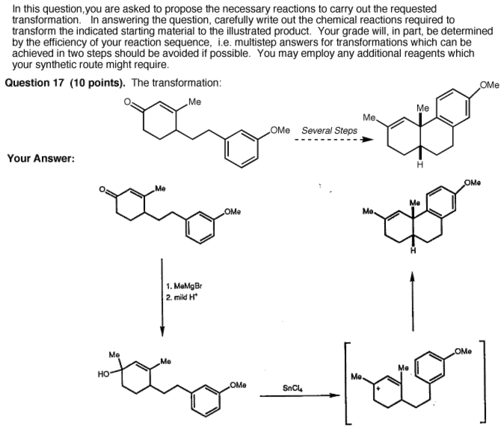 In this question,you are asked to propose the necessary reactions to carry out the requested
transformation. In answering the question, carefully write out the chemical reactions required to
transform the indicated starting material to the illustrated product. Your grade will, in part, be determined
by the efficiency of your reaction sequence, i.e. multistep answers for transformations which can be
achieved in two steps should be avoided if possible. You may employ any additional reagents which
your synthetic route might require.
Question 17 (10 points). The transformation:
O Me OMe Several Steps Me Me OMe H
Your Answer:
O Me OMe Me Me OMe H
1. MeMgBr
2. mild H⁺
Me HO Me OMe SnCl₄ Me + Me OMe